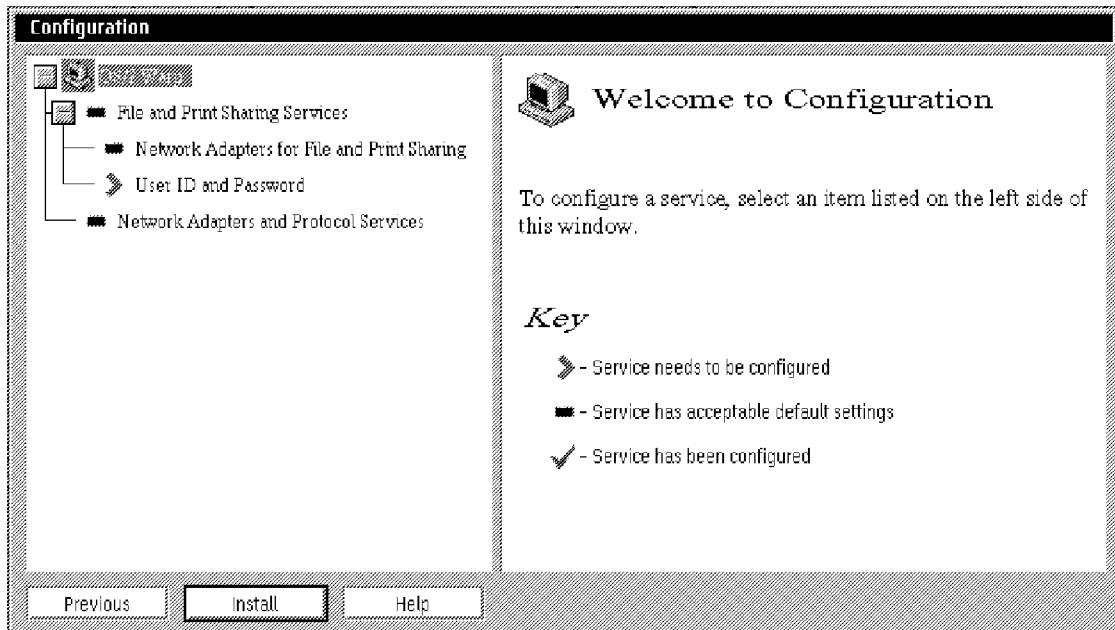 Configuration
File and Print Sharing Services
Network Adapters for File and Print Sharing
User ID and Password
Network Adapters and Protocol Services
Welcome to Configuration
To configure a service, select an item listed on the left side of
this window.
Key
- Service needs to be configured
- Service has acceptable default settings
- Service has been configured
Previous
Install
Help